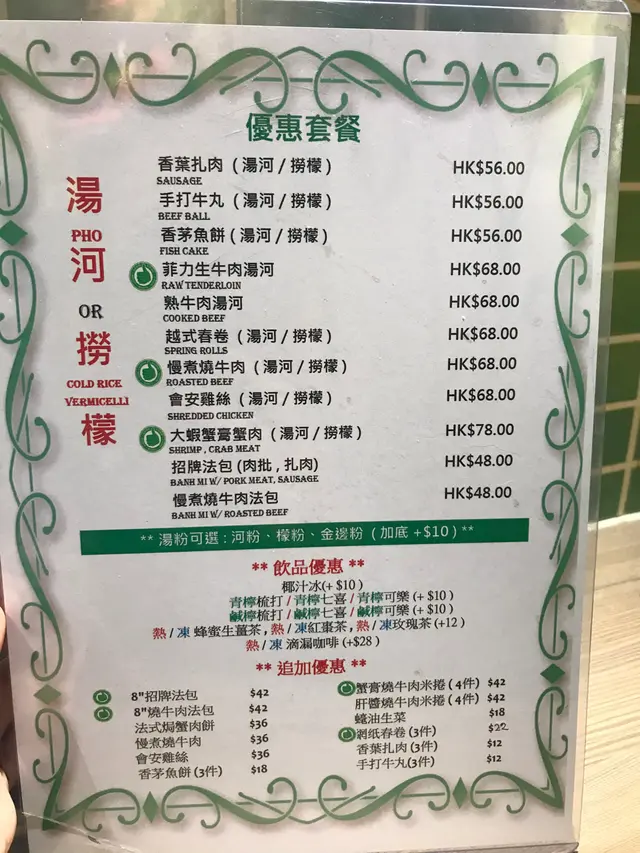 優惠套餐
湯
PHO
河
OR
撈
COLD RICE
VERMICELLI
檬
香葉扎肉 (湯河 / 撈檬) HK$56.00
SAUSAGE
手打牛丸 (湯河 / 撈檬) HK$56.00
BEEF BALL
香茅魚餅 (湯河 / 撈檬) HK$56.00
FISH CAKE
菲力生牛肉湯河 HK$68.00
RAW TENDERLOIN
熟牛肉湯河 HK$68.00
COOKED BEEF
越式春卷 (湯河 / 撈檬) HK$68.00
SPRING ROLLS
慢煮燒牛肉 (湯河 / 撈檬) HK$68.00
ROASTED BEEF
會安雞絲 (湯河 / 撈檬) HK$68.00
SHREDDED CHICKEN
大蝦蟹膏蟹肉 (湯河 / 撈檬) HK$78.00
SHRIMP , CRAB MEAT
招牌法包 (肉批 , 扎肉) HK$48.00
BANH MI W/ PORK MEAT, SAUSAGE
慢煮燒牛肉法包 HK$48.00
BANH MI W/ ROASTED BEEF
** 湯粉可選 : 河粉、檬粉、金邊粉 (加底 +$10) **
** 飲品優惠 **
椰汁冰(+ $10 )
青檸梳打 / 青檸七喜 / 青檸可樂 (+ $10 )
鹹檸梳打 / 鹹檸七喜 / 鹹檸可樂 (+ $10 )
熱 / 凍 蜂蜜生薑茶 , 熱 / 凍紅棗茶 , 熱 / 凍玫瑰茶 (+12 )
熱 / 凍 滴漏咖啡 (+$28 )
** 追加優惠 **
8"招牌法包 $42
8"燒牛肉法包 $42
法式焗蟹肉餅 $36
慢煮燒牛肉 $36
會安雞絲 $36
香茅魚餅 (3件) $18
蟹膏燒牛肉米捲 ( 4件) $42
肝醬燒牛肉米捲 ( 4件) $42
蠔油生菜 $18
網紙春卷 (3件) $22
香葉扎肉 (3件) $12
手打牛丸 (3件) $12